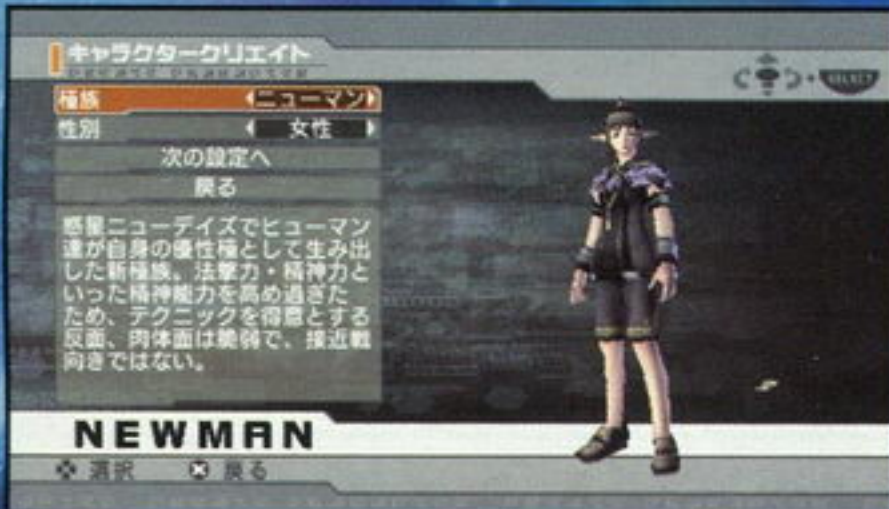 キャラクタークリエイト
種族 ニューマン
SELECT
性別 女性
次の設定へ
戻る
惑星ニューデイズでヒューマン
達が自身の優性種として生み出
した新種族。法撃力・精神力と
いった精神能力を高め過ぎた
ため、テクニックを得意とする
反面、肉体面は脆弱で、接近戦
向きではない。
NEWMAN
選択 戻る